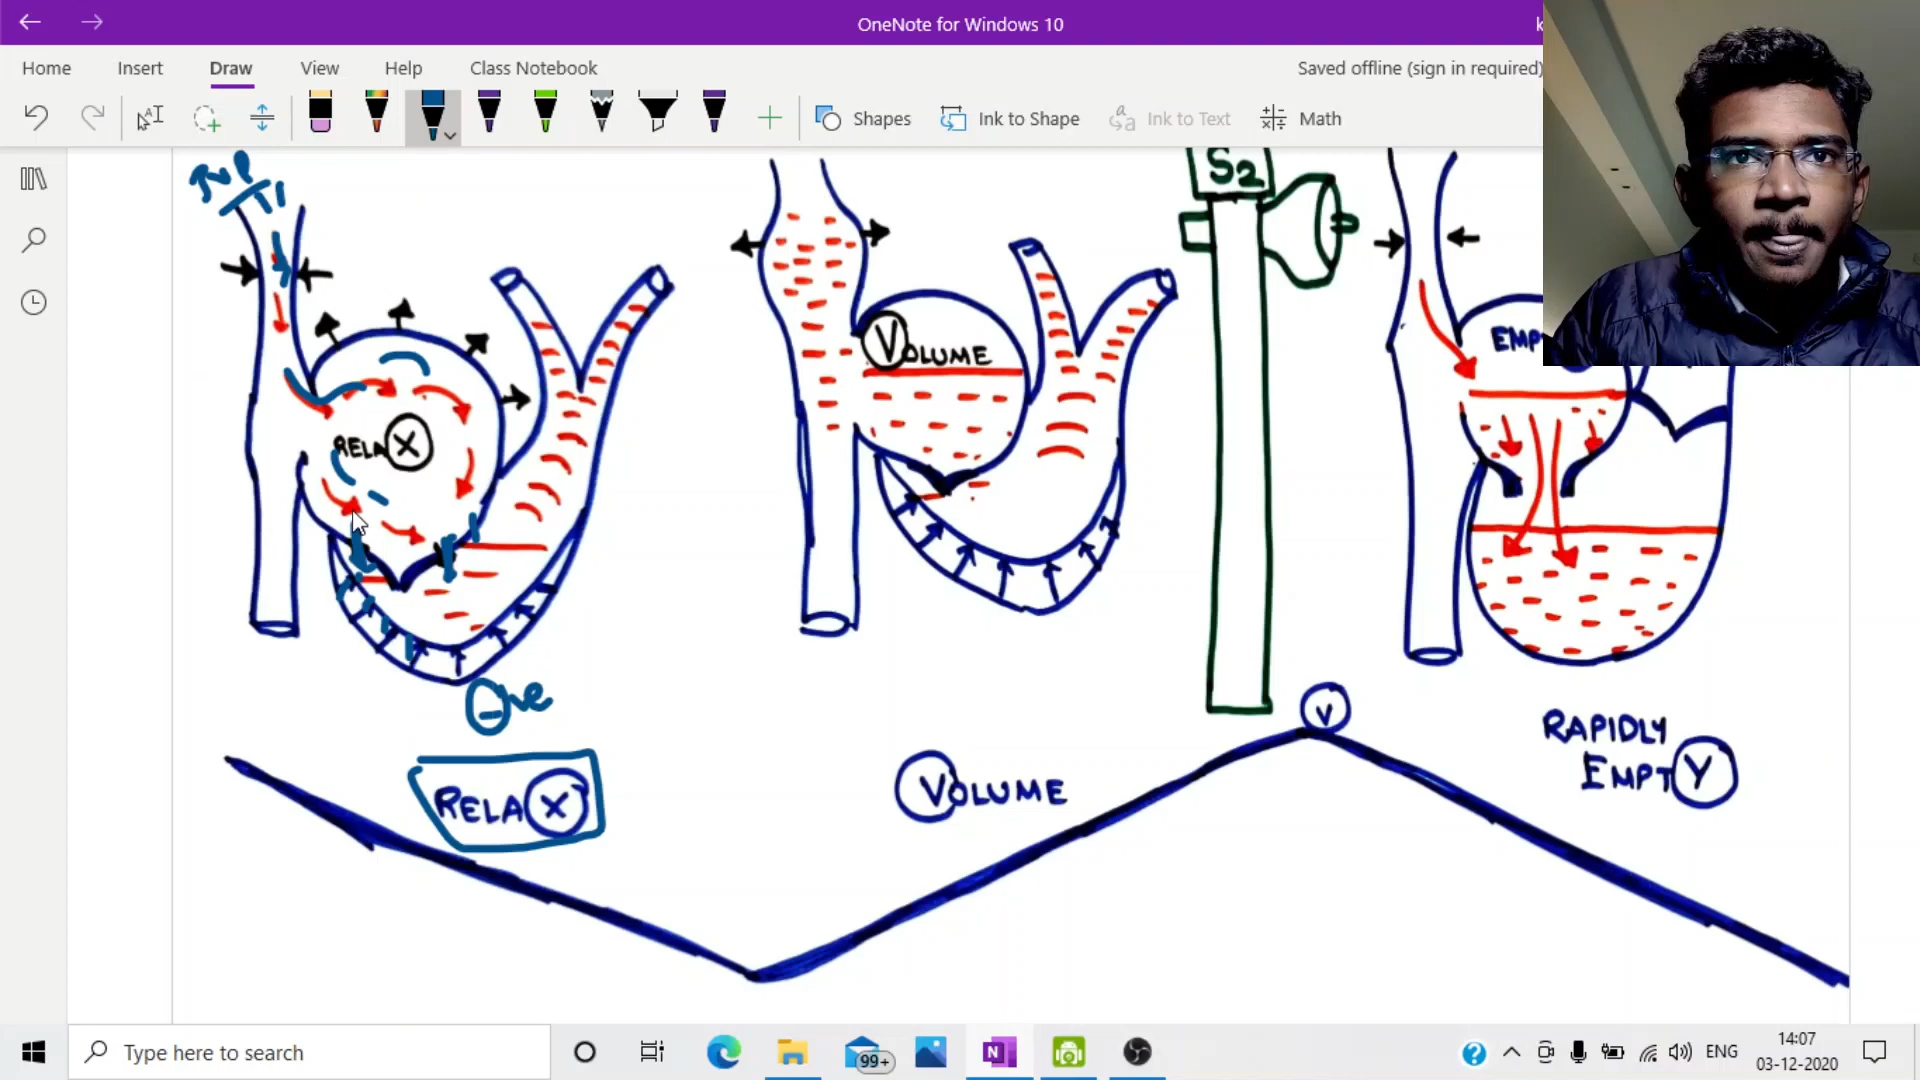 OneNote for Windows 10
Home Insert Draw View Help Class Notebook
Saved offline (sign in required)
Shapes Ink to Shape Ink to Text Math
S2
VOLUME
RELAX
-ve
RELAX
VOLUME
V
RAPIDLY
EMPTY
Type here to search
99+
N
ENG
14:07
03-12-2020